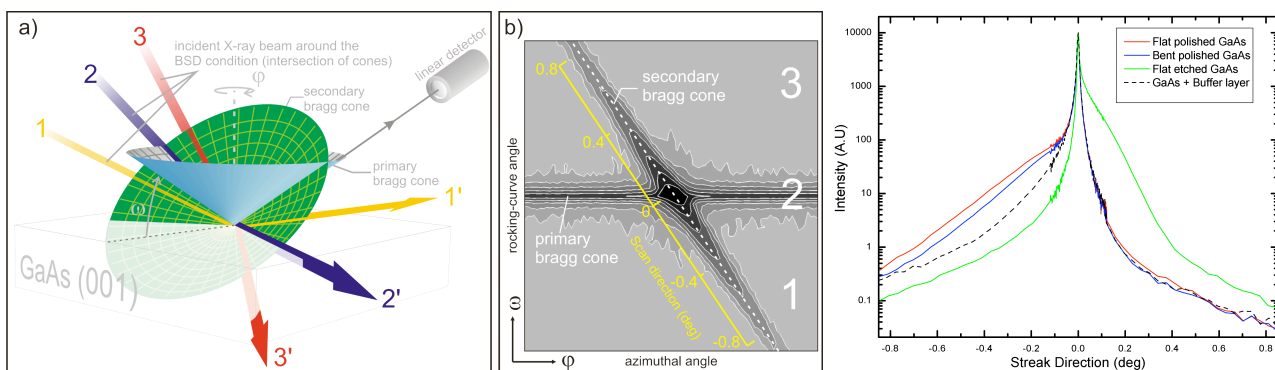 a)
3
2
1
incident X-ray beam around the
BSD condition (intersection of cones)
φ
linear detector
secondary
bragg cone
primary
bragg cone
ω
1'
2'
3'
GaAs (001)
b)
0.8
0.4
0
-0.4
-0.8
secondary
bragg cone
primary
bragg cone
Scan direction (deg)
3
2
1
rocking-curve angle
ω
φ
azimuthal angle
Flat polished GaAs
Bent polished GaAs
Flat etched GaAs
GaAs + Buffer layer
Intensity (A.U)
10000
1000
100
10
1
0.1
-0.8 -0.6 -0.4 -0.2 0.0 0.2 0.4 0.6 0.8
Streak Direction (deg)